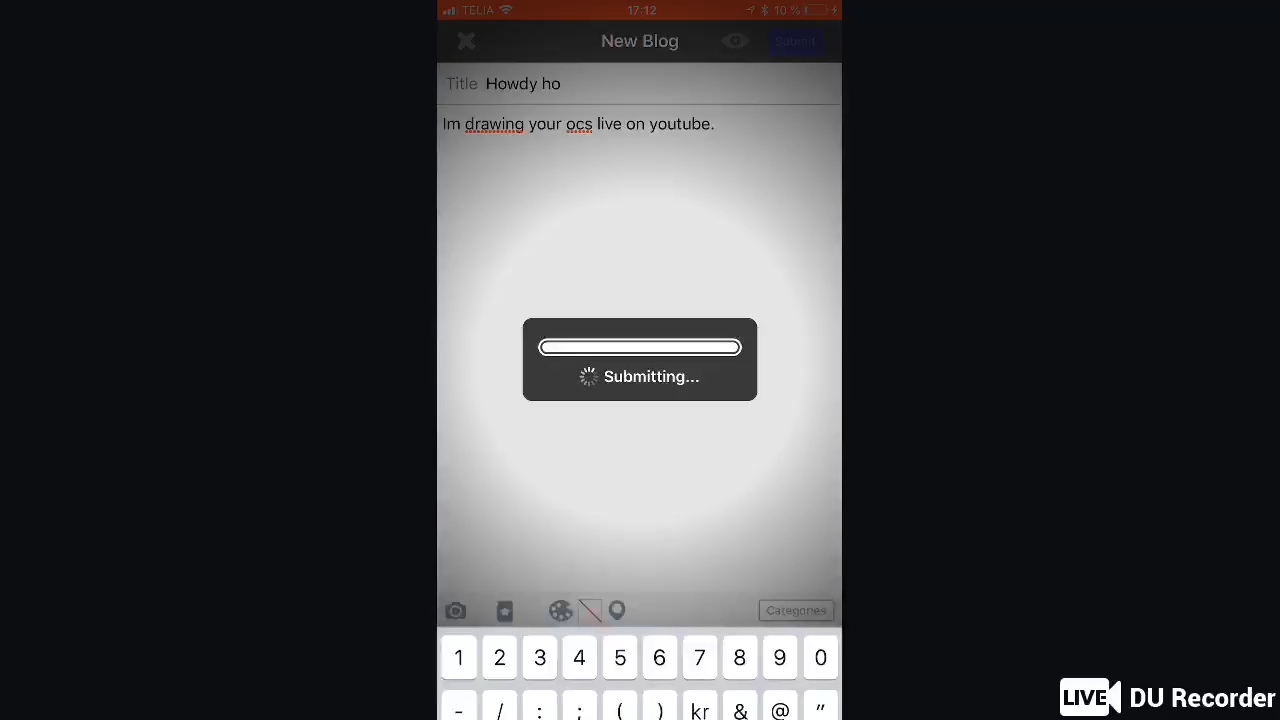 TELIA 17:12 10 %
New Blog Submit
Title Howdy ho
Im drawing your ocs live on youtube.
Submitting...
Categories
1 2 3 4 5 6 7 8 9 0
- / : ; ( ) kr & @ "
LIVE DU Recorder